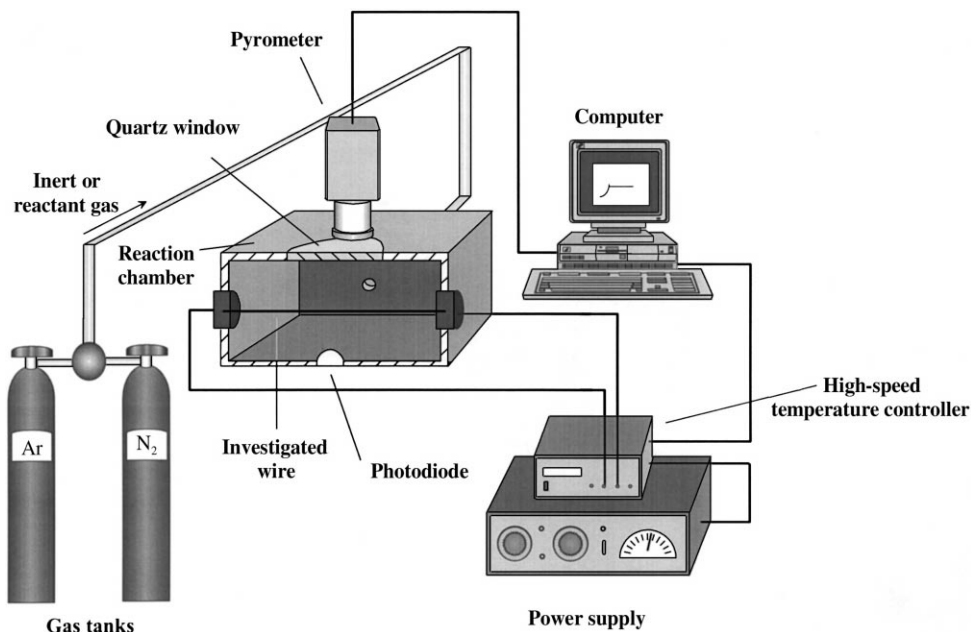 Pyrometer
Quartz window
Computer
Inert or
reactant gas
Reaction
chamber
High-speed
temperature controller
Ar
N₂
Investigated
wire
Photodiode
Gas tanks
Power supply